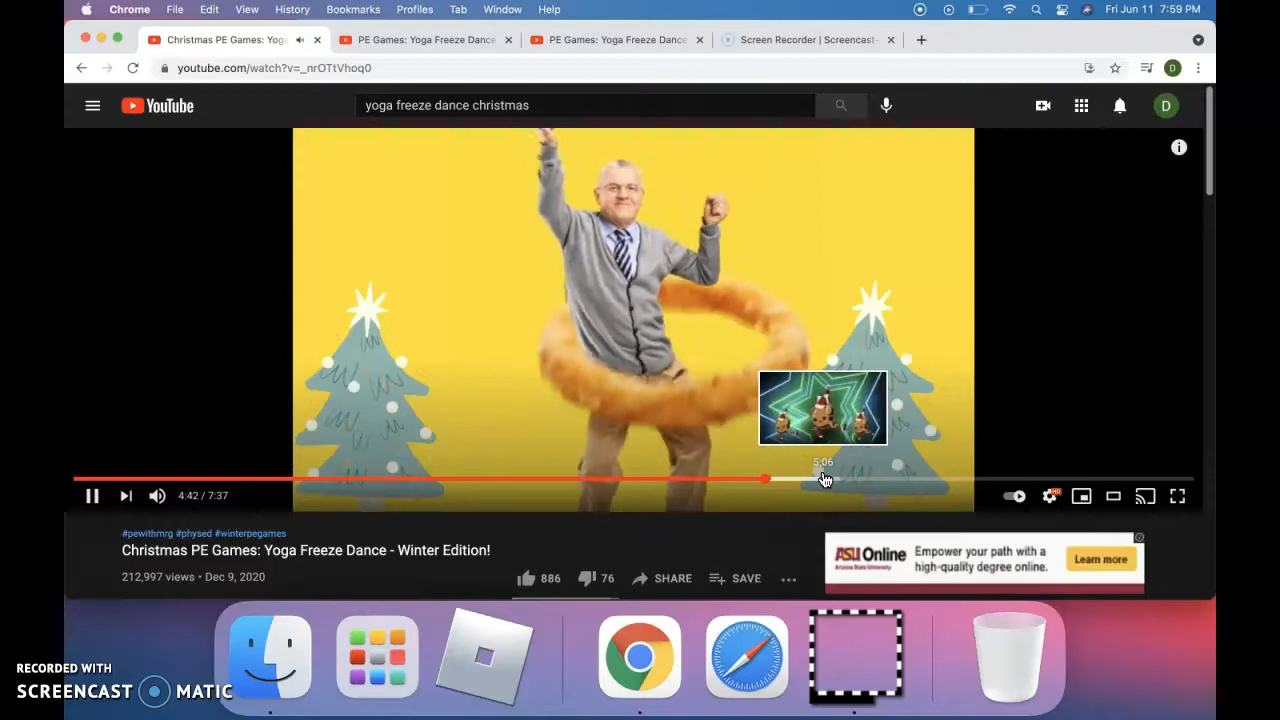 Chrome File Edit View History Bookmarks Profiles Tab Window Help Fri Jun 11 7:59 PM
Christmas PE Games: Yoga PE Games: Yoga Freeze Dance PE Games: Yoga Freeze Dance Screen Recorder | Screencast-
youtube.com/watch?v=_nrOTtVhoq0 D
YouTube yoga freeze dance christmas D
5:06
4:42 / 7:37 HD
#pewithmrg #physed #winterpegames
Christmas PE Games: Yoga Freeze Dance - Winter Edition!
212,997 views • Dec 9, 2020
886 76 SHARE SAVE
ASU Online
Arizona State University
Empower your path with a
high-quality degree online.
Learn more
RECORDED WITH
SCREENCAST MATIC